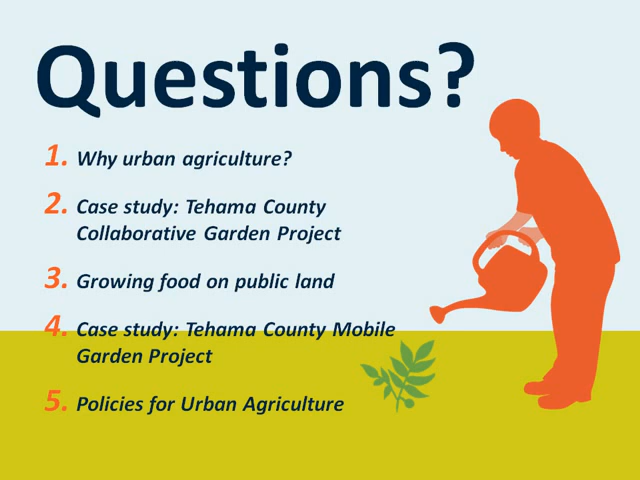 Questions?
1. Why urban agriculture?
2. Case study: Tehama County
Collaborative Garden Project
3. Growing food on public land
4. Case study: Tehama County Mobile
Garden Project
5. Policies for Urban Agriculture